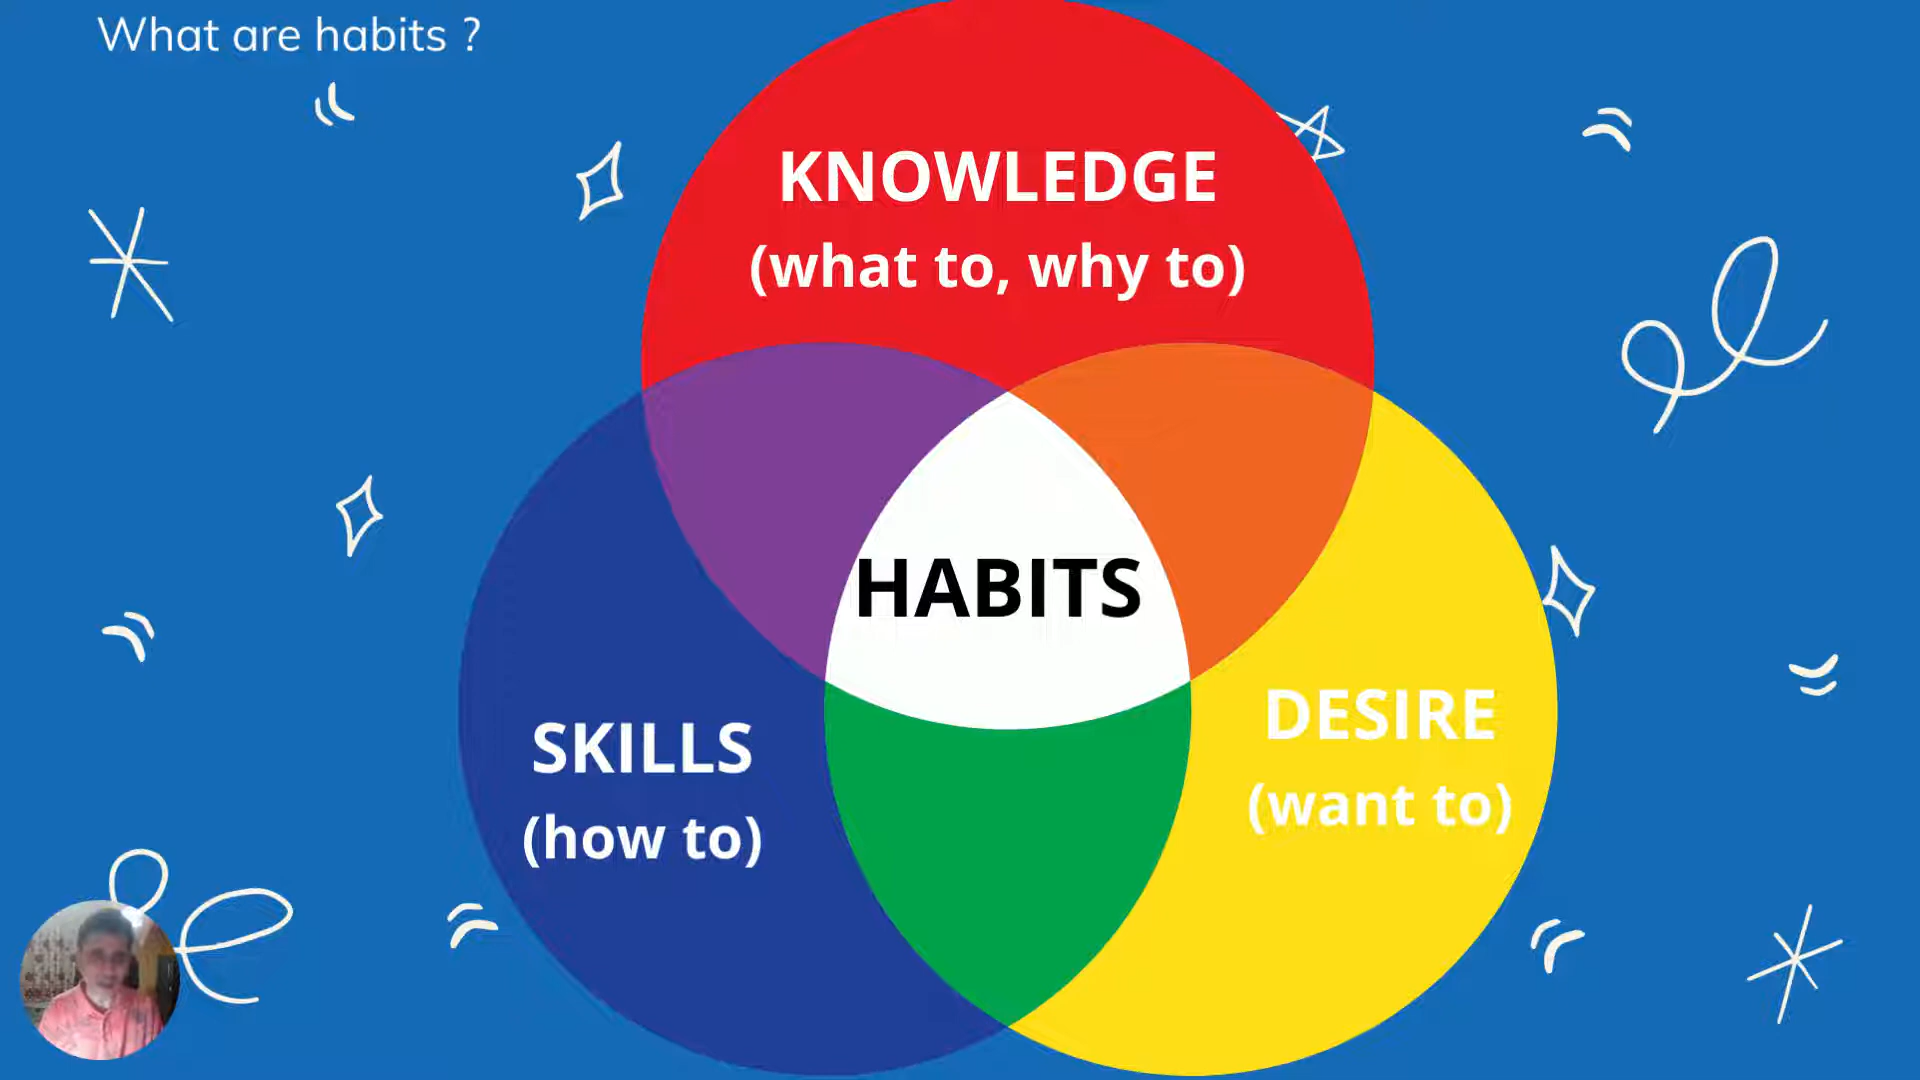 What are habits ?
KNOWLEDGE
(what to, why to)
HABITS
SKILLS
(how to)
DESIRE
(want to)